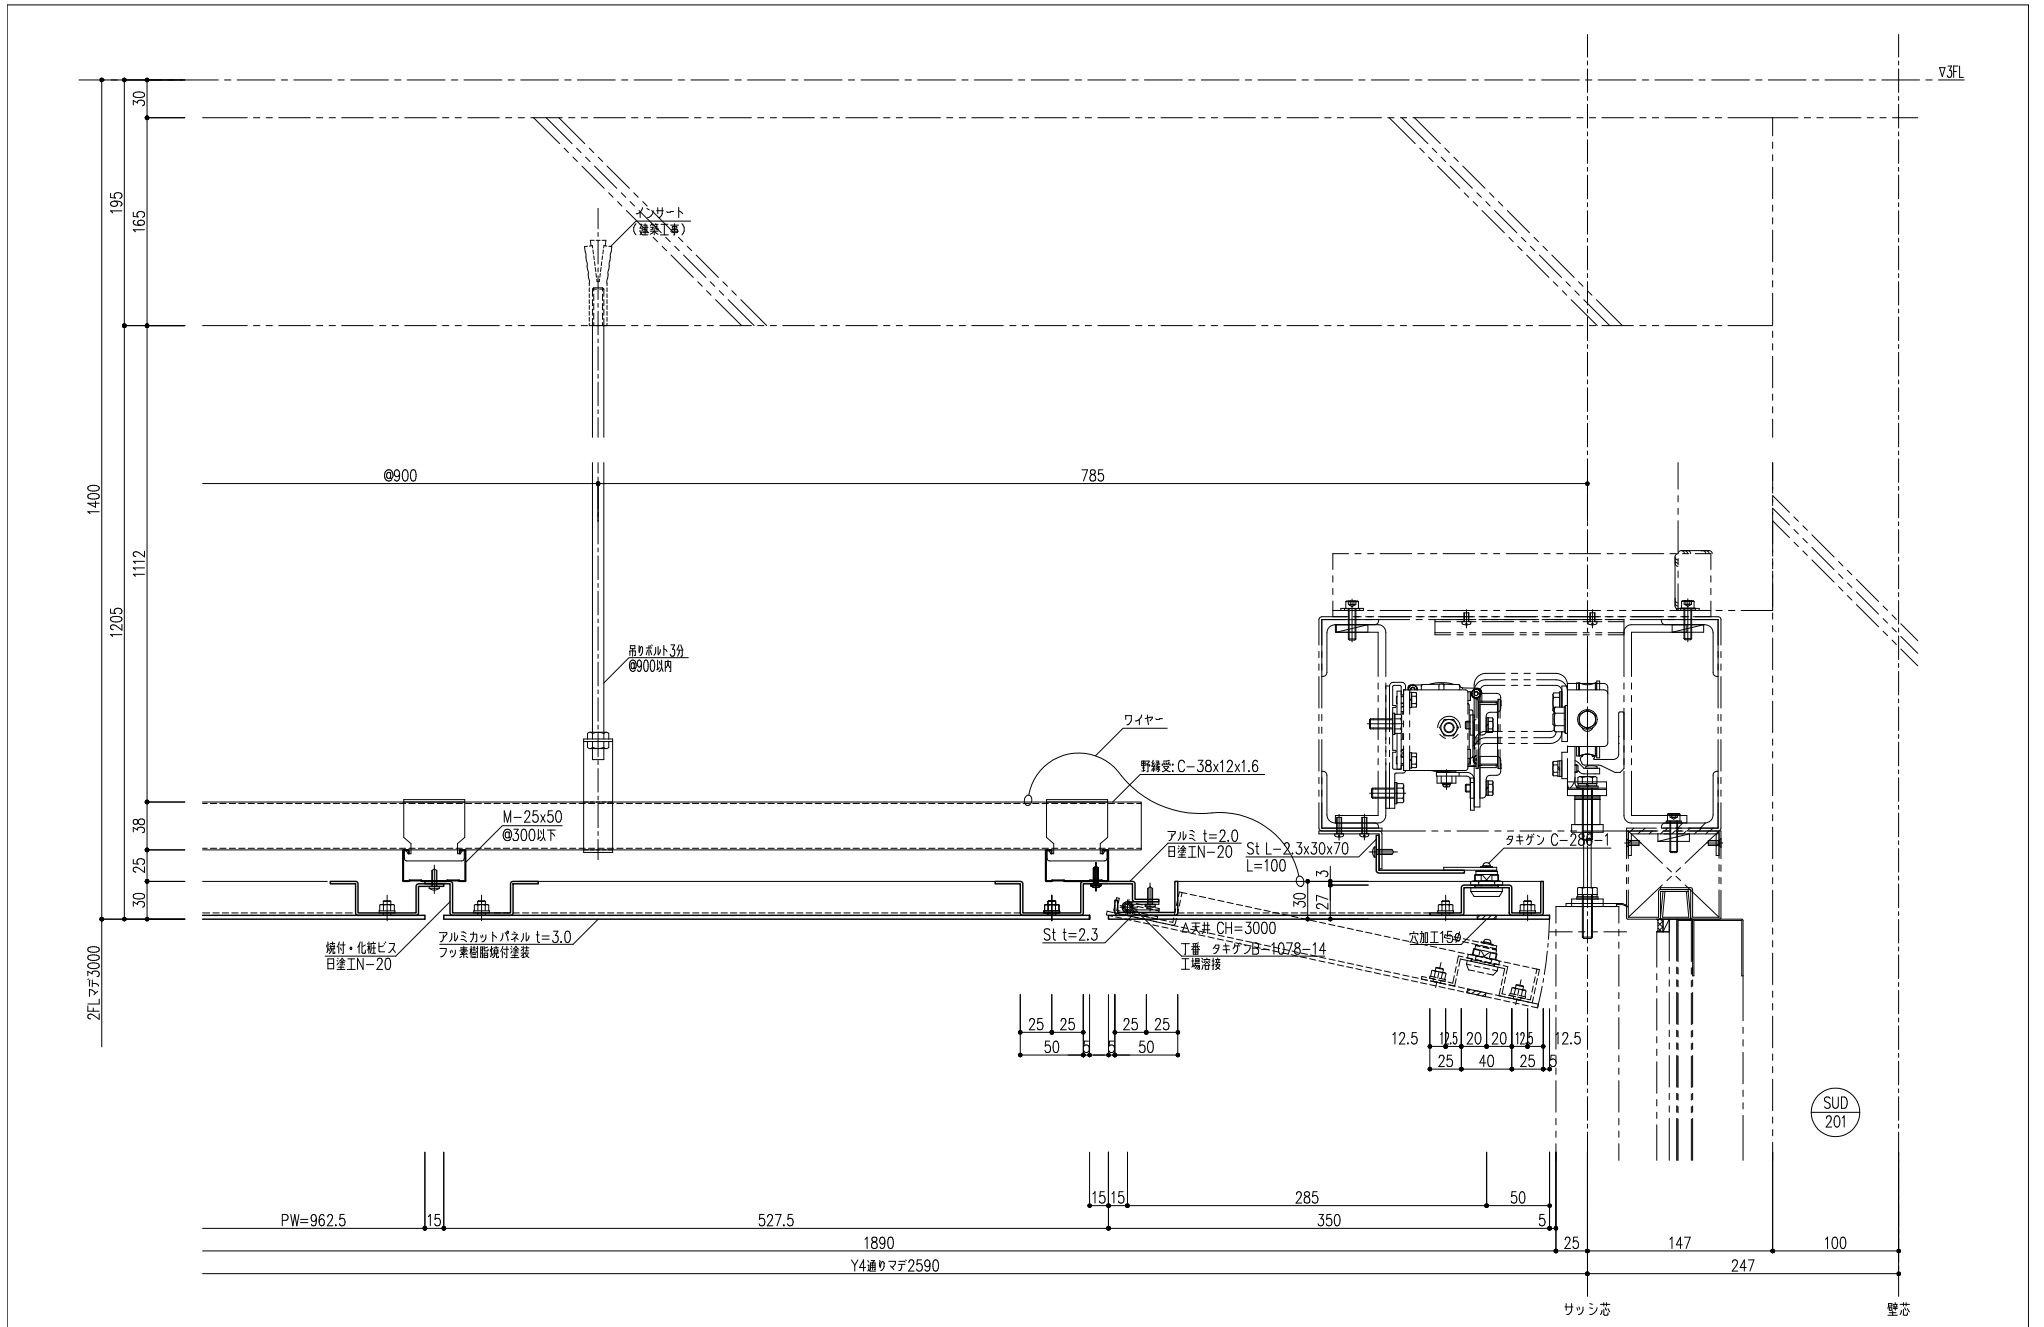 ▽3FL
30
195
165
インサート
(建築工事)
@900
785
1400
1112
1205
吊りボルト3分
@900以内
ワイヤー
野縁受: C-38x12x1.6
M-25x50
@300以下
38
25
30
アルミ t=2.0
日塗工N-20
St L-2.3x30x70
L=100
タキゲン C-286-1
3
30
27
焼付・化粧ビス
日塗工N-20
アルミカットパネル t=3.0
フッ素樹脂焼付塗装
St t=2.3
△天井 CH=3000
丁番 タキゲンB-1078-14
工場溶接
穴加工15ø
2FLマデ3000
25
25
25
25
50
5
5
50
12.5
12.5
20
20
12.5
12.5
25
40
25
5
SUD
201
15
15
285
50
PW=962.5
15
527.5
350
5
1890
25
147
100
Y4通りマデ2590
247
サッシ芯
壁芯